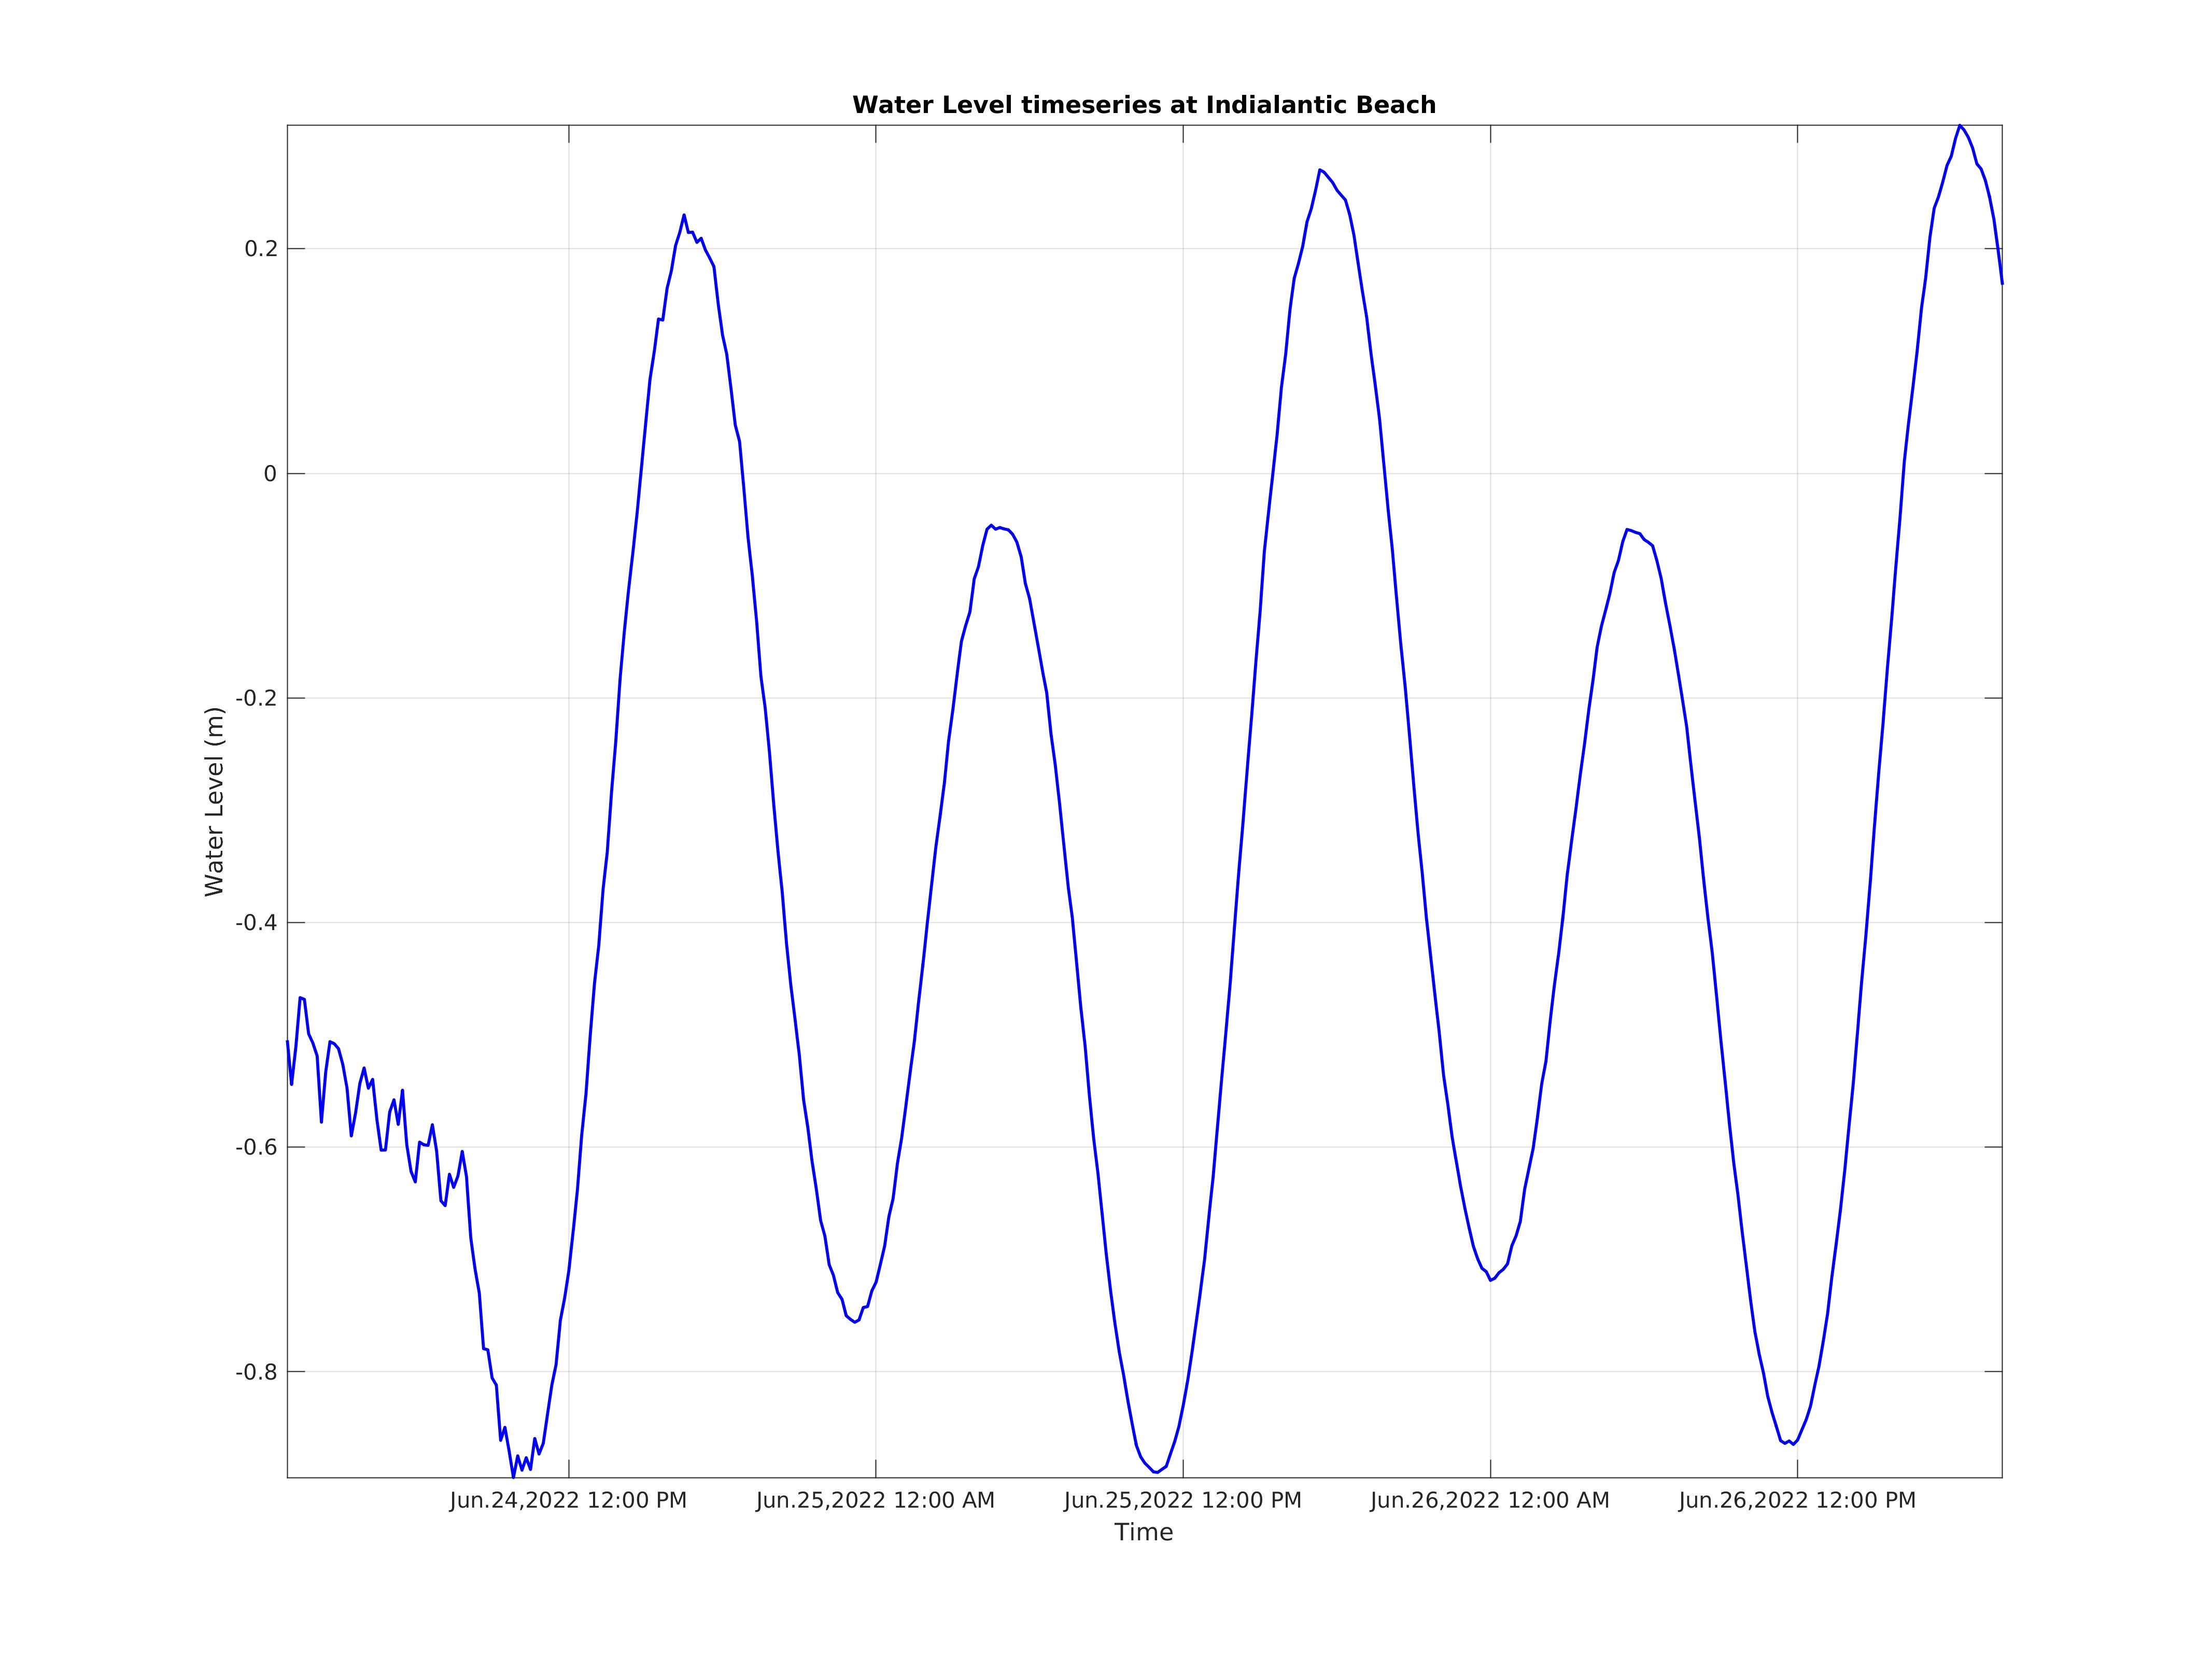 Water Level timeseries at Indialantic Beach
0.2
0
-0.2
-0.4
-0.6
-0.8
Water Level (m)
Jun.24,2022 12:00 PM
Jun.25,2022 12:00 AM
Jun.25,2022 12:00 PM
Jun.26,2022 12:00 AM
Jun.26,2022 12:00 PM
Time